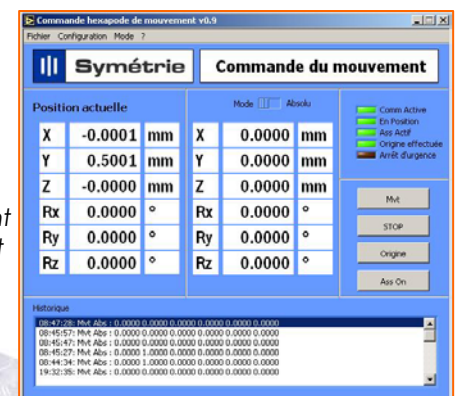 Commande hexapode de mouvement v0.9
Fichier Configuration Mode ?
Symétrie
Commande du mouvement
Position actuelle
Mode Absolu
X -0.0001 mm X 0.0000 mm
Y 0.5001 mm Y 0.0000 mm
Z -0.0000 mm Z 0.0000 mm
Rx 0.0000 ° Rx 0.0000 °
Ry 0.0000 ° Ry 0.0000 °
Rz 0.0000 ° Rz 0.0000 °
Comm Active
En Position
Ass Actif
Origine effectuée
Arrêt d'urgence
Mvt
STOP
Origine
Ass On
Historique
08:47:28: Mvt Abs : 0.0000 0.0000 0.0000 0.0000 0.0000 0.0000
08:45:57: Mvt Abs : 0.0000 0.0000 0.0000 0.0000 0.0000 0.0000
08:45:47: Mvt Abs : 0.0000 0.0000 0.0000 0.0000 0.0000 0.0000
08:45:27: Mvt Abs : 0.0000 1.0000 0.0000 0.0000 0.0000 0.0000
08:44:34: Mvt Abs : 0.0000 1.0000 0.0000 0.0000 0.0000 0.0000
19:32:35: Mvt Abs : 0.0000 0.0000 0.0000 0.0000 0.0000 0.0000